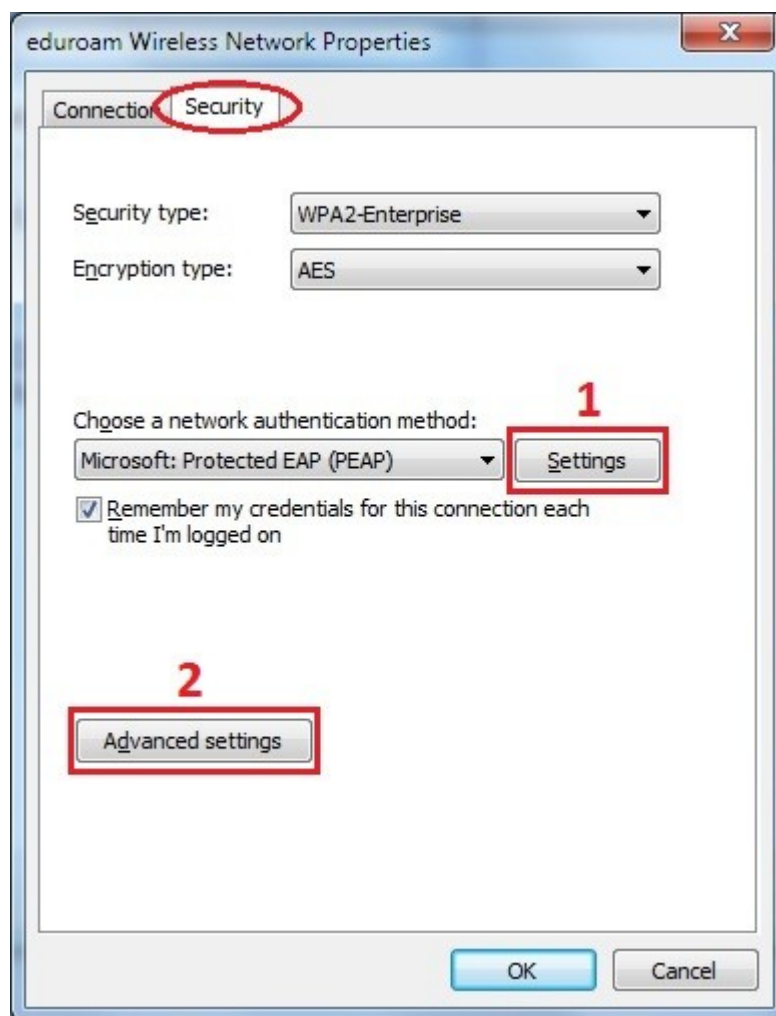 eduroam Wireless Network Properties
Connection Security
Security type: WPA2-Enterprise
Encryption type: AES
1
Choose a network authentication method:
Microsoft: Protected EAP (PEAP) Settings
Remember my credentials for this connection each
time I'm logged on
2
Advanced settings
OK Cancel